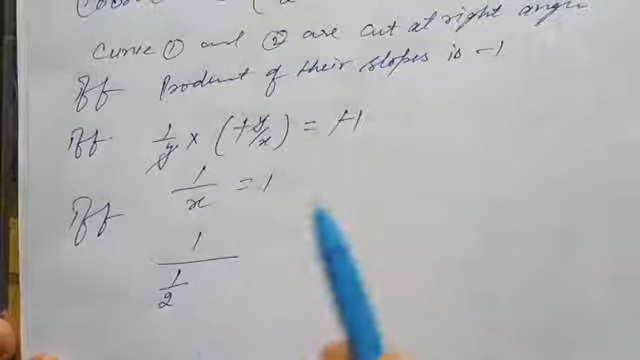 Curve ① and ② are cut at right angle
Iff Product of their slopes is -1
Iff 1/y × (+y/x) = +1
Iff 1/x = 1
1/(1/2)